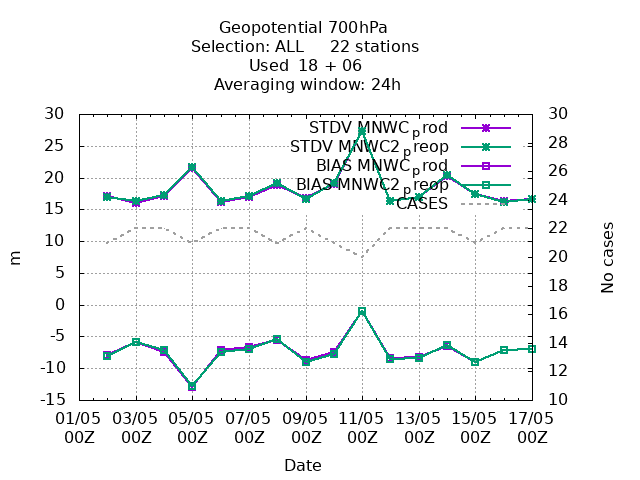 Geopotential 700hPa
Selection: ALL 22 stations
Used 18 + 06
Averaging window: 24h
30 30
STDV MNWC_prod
25 28
STDV MNWC2_preop
26
BIAS MNWC_prod
20 24
BIAS MNWC2_preop
15 22
CASES
10 20
5 18
0 16
-5 14
-10 12
-15 10
m
No cases
01/05 03/05 05/05 07/05 09/05 11/05 13/05 15/05 17/05
00Z 00Z 00Z 00Z 00Z 00Z 00Z 00Z 00Z
Date